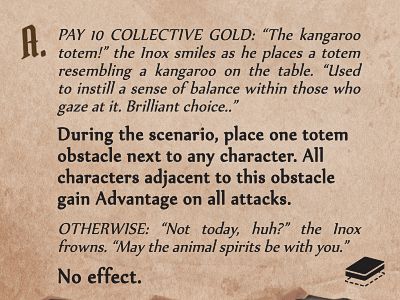 A. PAY 10 COLLECTIVE GOLD: “The kangaroo
totem!” the Inox smiles as he places a totem
resembling a kangaroo on the table. “Used
to instill a sense of balance within those who
gaze at it. Brilliant choice..”
During the scenario, place one totem
obstacle next to any character. All
characters adjacent to this obstacle
gain Advantage on all attacks.
OTHERWISE: “Not today, huh?” the Inox
frowns. “May the animal spirits be with you.”
No effect.